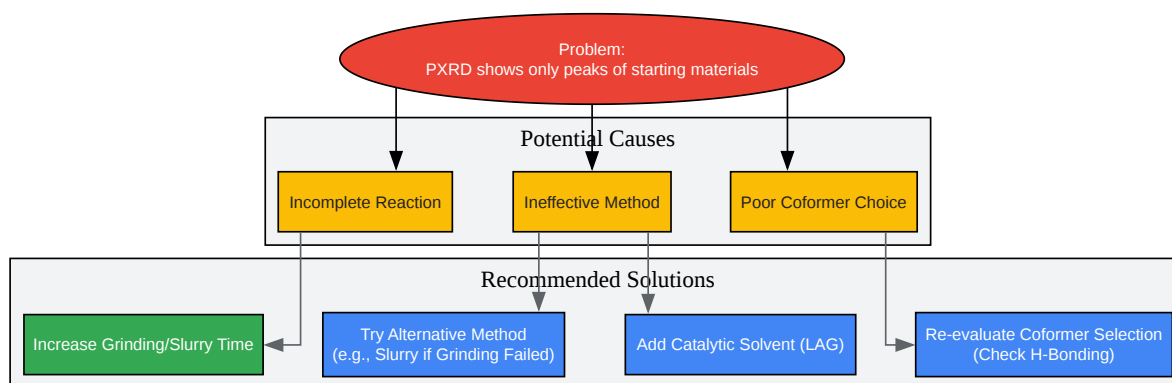 Problem:
PXRD shows only peaks of starting materials
Potential Causes
Incomplete Reaction
Ineffective Method
Poor Coformer Choice
Recommended Solutions
Increase Grinding/Slurry Time
Try Alternative Method
(e.g., Slurry if Grinding Failed)
Add Catalytic Solvent (LAG)
Re-evaluate Coformer Selection
(Check H-Bonding)